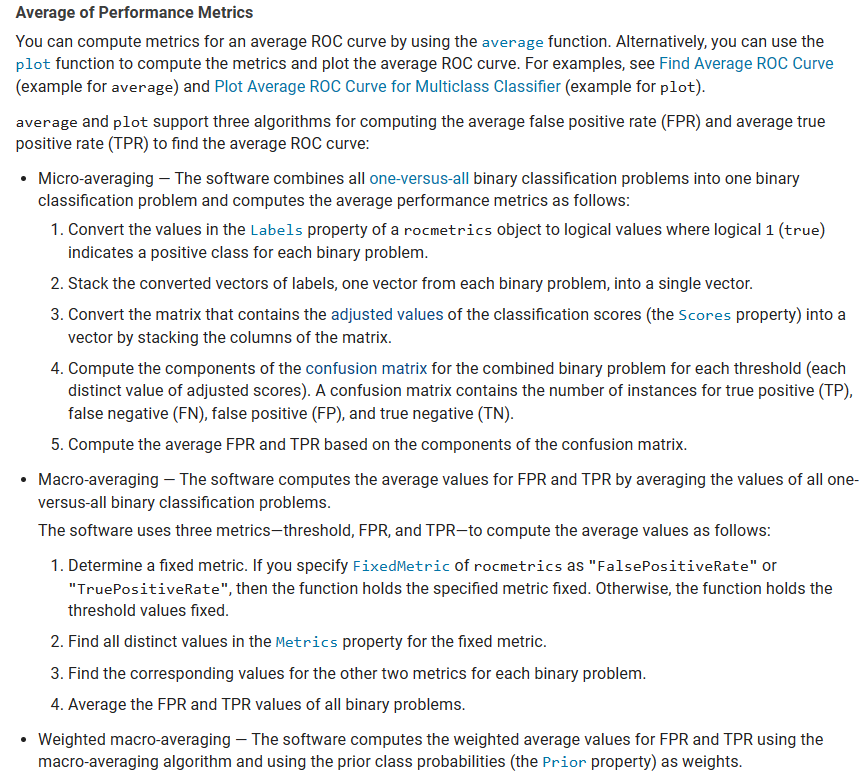 Average of Performance Metrics
You can compute metrics for an average ROC curve by using the average function. Alternatively, you can use the
plot function to compute the metrics and plot the average ROC curve. For examples, see Find Average ROC Curve
(example for average) and Plot Average ROC Curve for Multiclass Classifier (example for plot).
average and plot support three algorithms for computing the average false positive rate (FPR) and average true
positive rate (TPR) to find the average ROC curve:
• Micro-averaging — The software combines all one-versus-all binary classification problems into one binary
classification problem and computes the average performance metrics as follows:
1. Convert the values in the Labels property of a rocmetrics object to logical values where logical 1 (true)
indicates a positive class for each binary problem.
2. Stack the converted vectors of labels, one vector from each binary problem, into a single vector.
3. Convert the matrix that contains the adjusted values of the classification scores (the Scores property) into a
vector by stacking the columns of the matrix.
4. Compute the components of the confusion matrix for the combined binary problem for each threshold (each
distinct value of adjusted scores). A confusion matrix contains the number of instances for true positive (TP),
false negative (FN), false positive (FP), and true negative (TN).
5. Compute the average FPR and TPR based on the components of the confusion matrix.
• Macro-averaging — The software computes the average values for FPR and TPR by averaging the values of all one-
versus-all binary classification problems.
The software uses three metrics—threshold, FPR, and TPR—to compute the average values as follows:
1. Determine a fixed metric. If you specify FixedMetric of rocmetrics as "FalsePositiveRate" or
"TruePositiveRate", then the function holds the specified metric fixed. Otherwise, the function holds the
threshold values fixed.
2. Find all distinct values in the Metrics property for the fixed metric.
3. Find the corresponding values for the other two metrics for each binary problem.
4. Average the FPR and TPR values of all binary problems.
• Weighted macro-averaging — The software computes the weighted average values for FPR and TPR using the
macro-averaging algorithm and using the prior class probabilities (the Prior property) as weights.